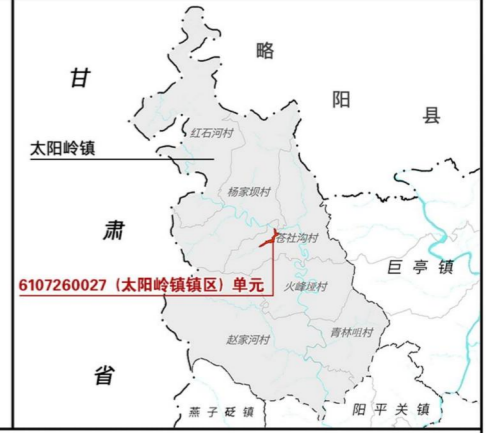 甘
略
阳
县
红石河村
太阳岭镇
杨家坝村
肃
苍社沟村
巨亭镇
6107260027（太阳岭镇镇区）单元
火峰垭村
青林咀村
赵家河村
省
燕子砭镇
阳平关镇